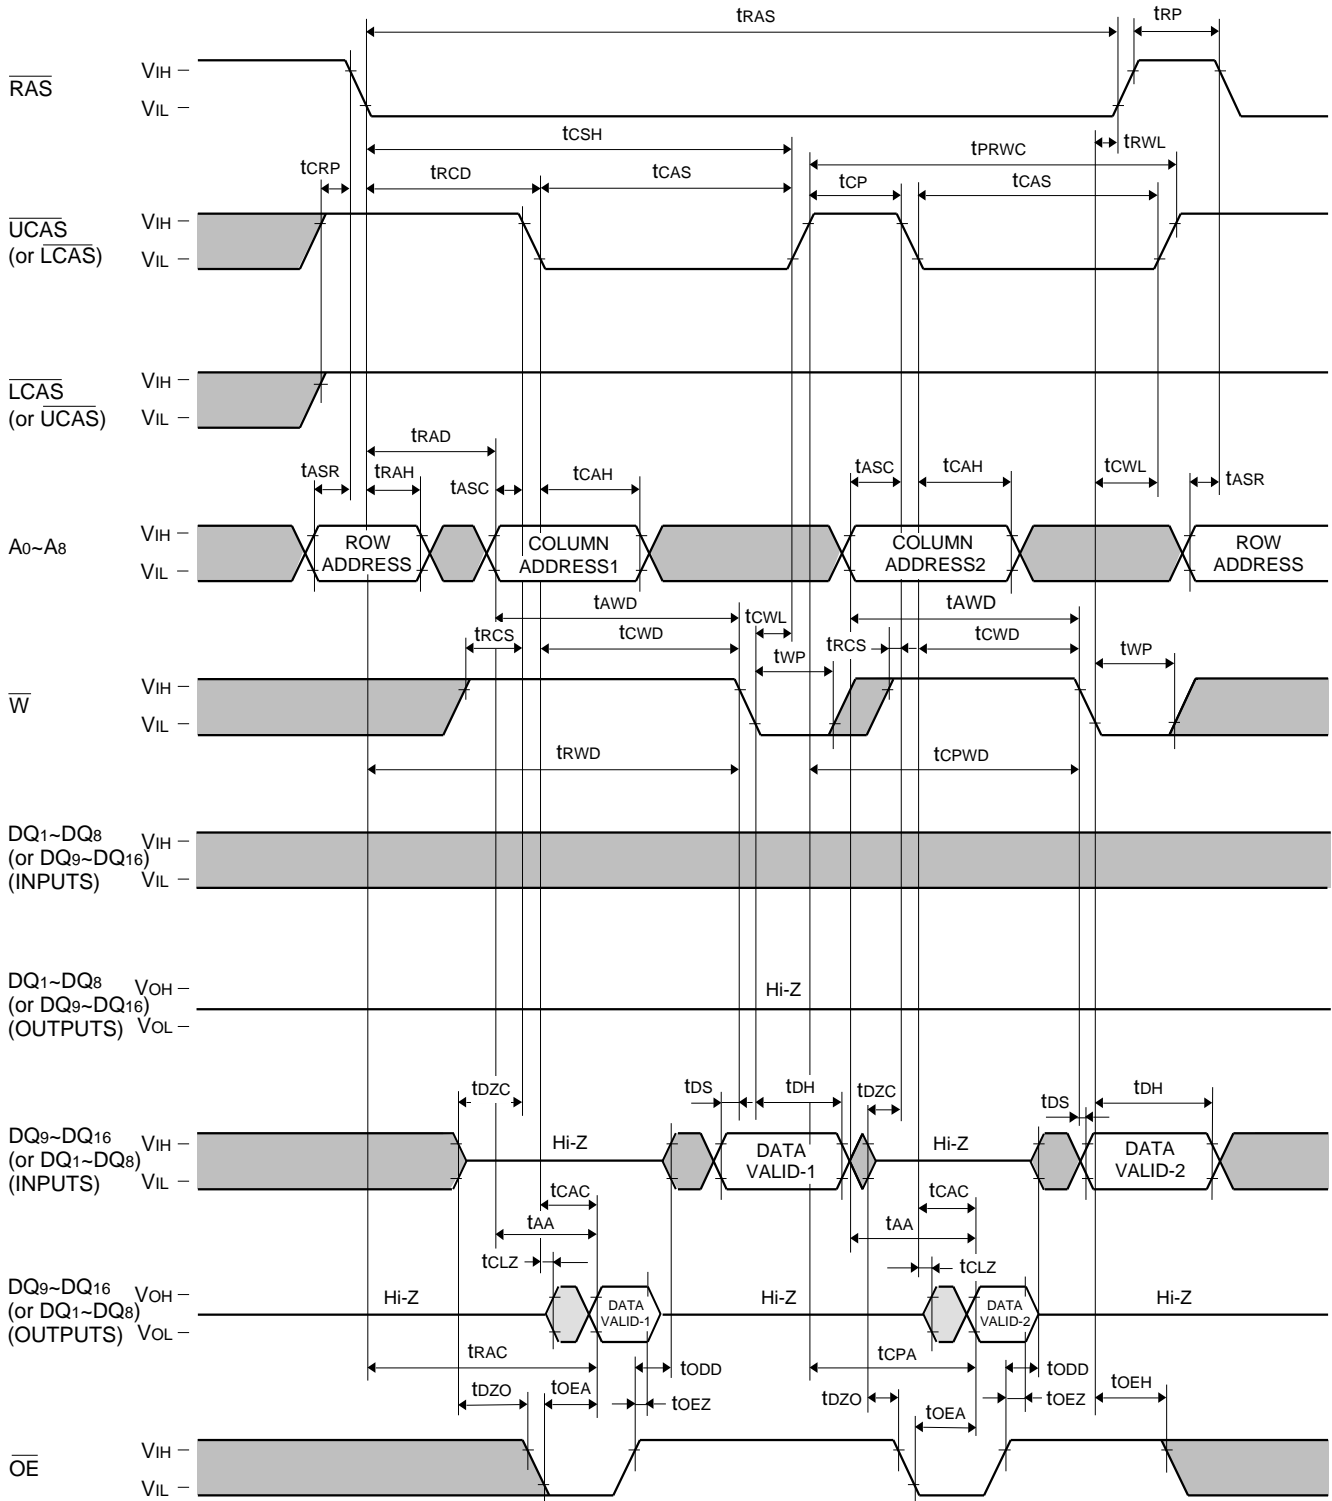 tRAS
tRP
RAS
VIH
VIL
tCSH
tRWL
tPRWC
tCRP
tRCD
tCAS
tCP
tCAS
UCAS
(or LCAS)
VIH
VIL
LCAS
(or UCAS)
VIH
VIL
tRAD
tASR
tRAH
tASC
tCAH
tASC
tCAH
tCWL
tASR
A0~A8
VIH
VIL
ROW
ADDRESS
COLUMN
ADDRESS1
COLUMN
ADDRESS2
ROW
ADDRESS
tAWD
tCWL
tAWD
tRCS
tCWD
tWP
tRCS
tCWD
tWP
W
VIH
VIL
tRWD
tCPWD
DQ1~DQ8
(or DQ9~DQ16)
(INPUTS)
VIH
VIL
DQ1~DQ8
(or DQ9~DQ16)
(OUTPUTS)
VOH
VOL
Hi-Z
tDZC
tDS
tDH
tDZC
tDS
tDH
DQ9~DQ16
(or DQ1~DQ8)
(INPUTS)
VIH
VIL
Hi-Z
DATA
VALID-1
Hi-Z
DATA
VALID-2
tCAC
tAA
tCLZ
tCAC
tAA
tCLZ
DQ9~DQ16
(or DQ1~DQ8)
(OUTPUTS)
VOH
VOL
Hi-Z
DATA
VALID-1
Hi-Z
DATA
VALID-2
Hi-Z
tRAC
tODD
tCPA
tODD
tDZO
tOEA
tOEZ
tDZO
tOEA
tOEZ
tOEH
OE
VIH
VIL